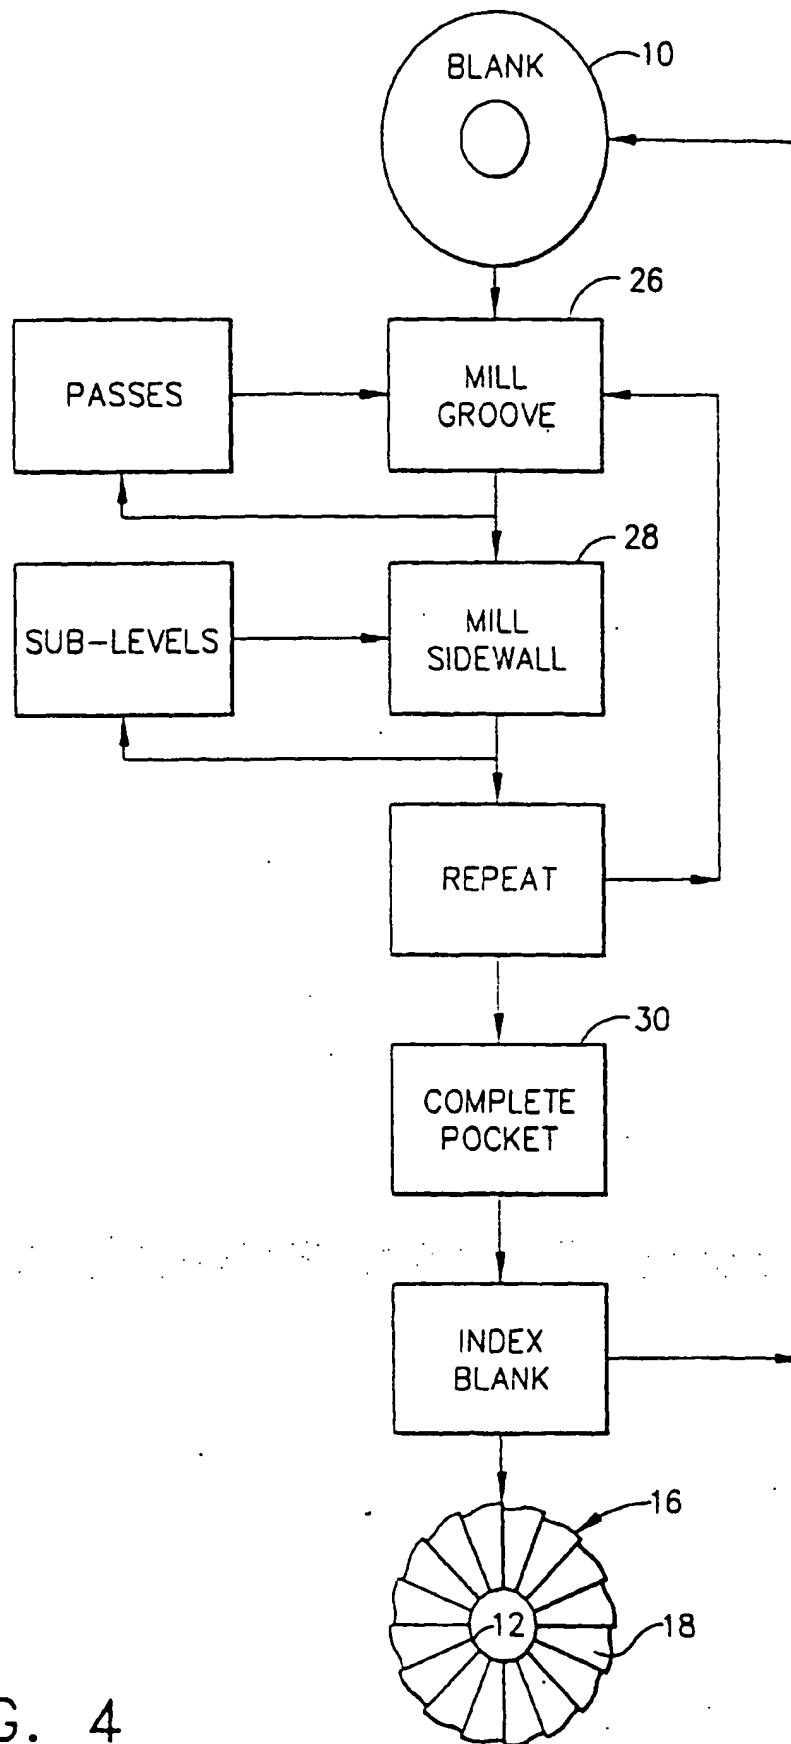 BLANK
10
26
PASSES
MILL
GROOVE
28
SUB-LEVELS
MILL
SIDEWALL
REPEAT
30
COMPLETE
POCKET
INDEX
BLANK
16
12
18
G. 4